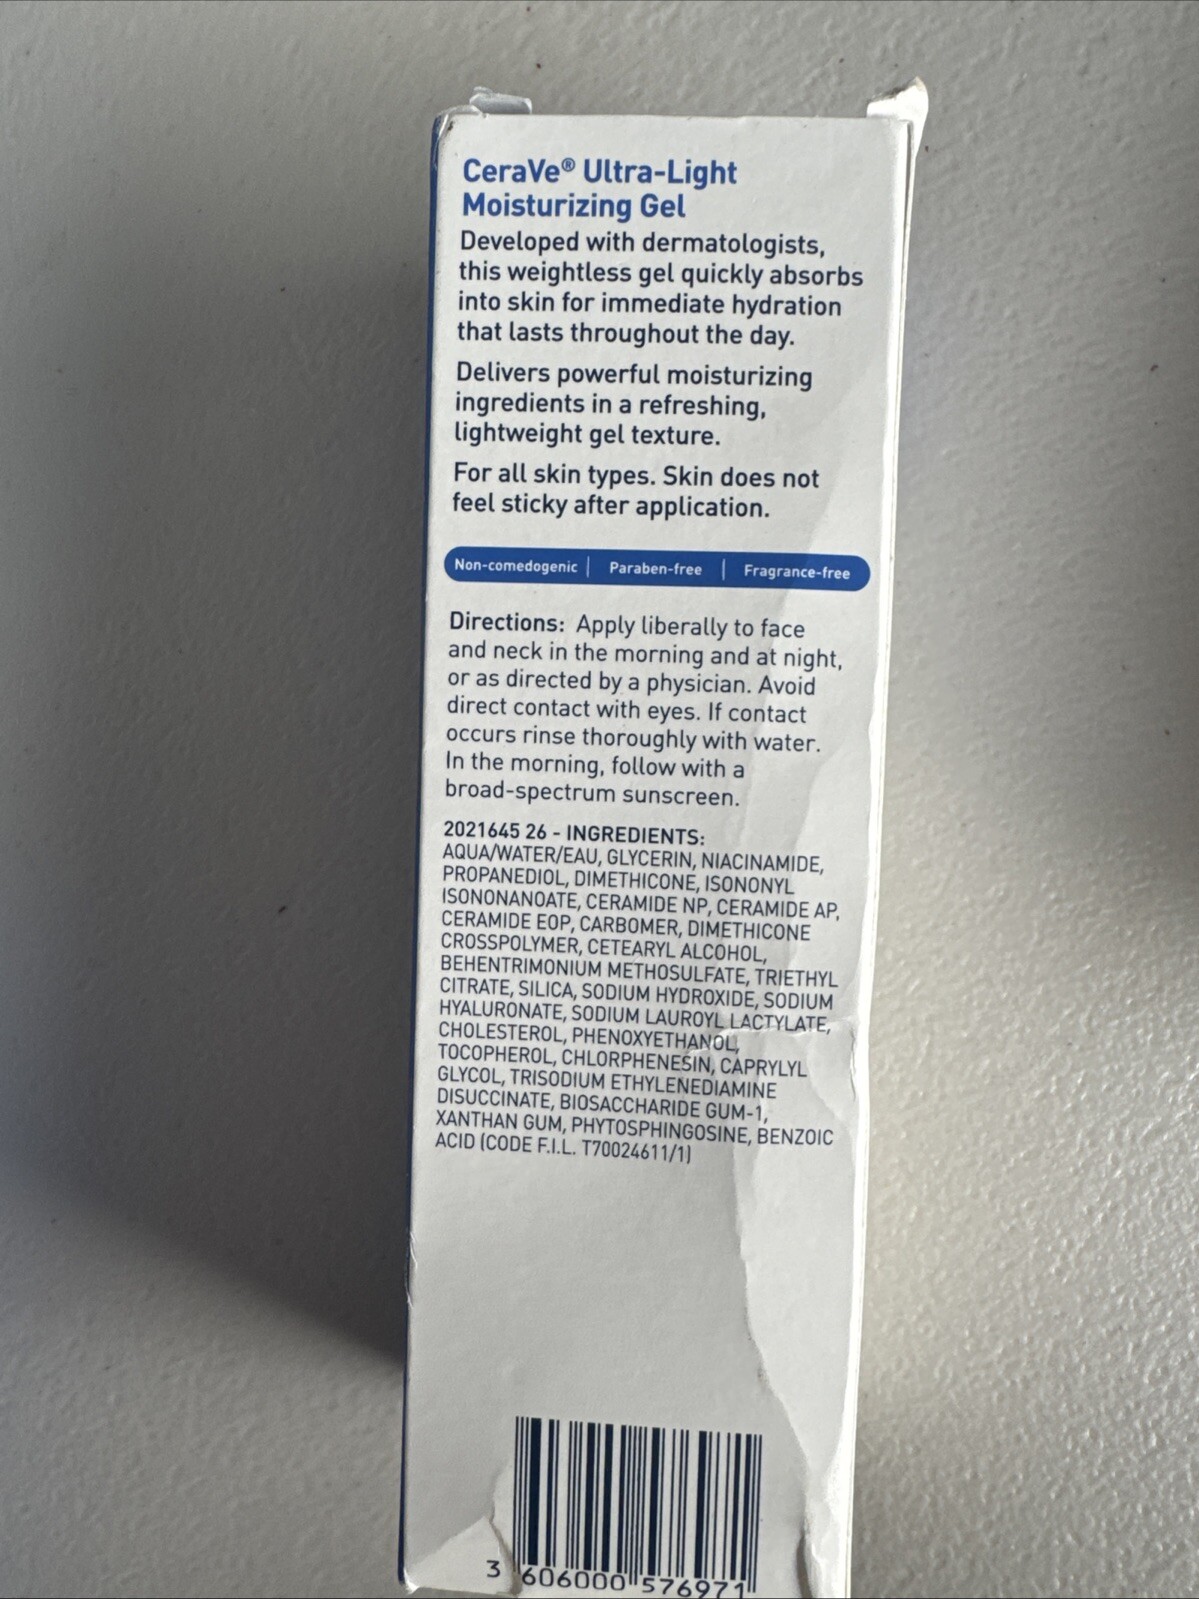 CeraVe® Ultra-Light
Moisturizing Gel
Developed with dermatologists,
this weightless gel quickly absorbs
into skin for immediate hydration
that lasts throughout the day.
Delivers powerful moisturizing
ingredients in a refreshing,
lightweight gel texture.
For all skin types. Skin does not
feel sticky after application.
Non-comedogenic | Paraben-free | Fragrance-free
Directions: Apply liberally to face
and neck in the morning and at night,
or as directed by a physician. Avoid
direct contact with eyes. If contact
occurs rinse thoroughly with water.
In the morning, follow with a
broad-spectrum sunscreen.
2021645 26 - INGREDIENTS:
AQUA/WATER/EAU, GLYCERIN, NIACINAMIDE,
PROPANEDIOL, DIMETHICONE, ISONONYL
ISONONANOATE, CERAMIDE NP, CERAMIDE AP,
CERAMIDE EOP, CARBOMER, DIMETHICONE
CROSSPOLYMER, CETEARYL ALCOHOL,
BEHENTRIMONIUM METHOSULFATE, TRIETHYL
CITRATE, SILICA, SODIUM HYDROXIDE, SODIUM
HYALURONATE, SODIUM LAUROYL LACTYLATE,
CHOLESTEROL, PHENOXYETHANOL,
TOCOPHEROL, CHLORPHENESIN, CAPRYLYL
GLYCOL, TRISODIUM ETHYLENEDIAMINE
DISUCCINATE, BIOSACCHARIDE GUM-1,
XANTHAN GUM, PHYTOSPHINGOSINE, BENZOIC
ACID (CODE F.I.L. T70024611/1)
3 606000 576971